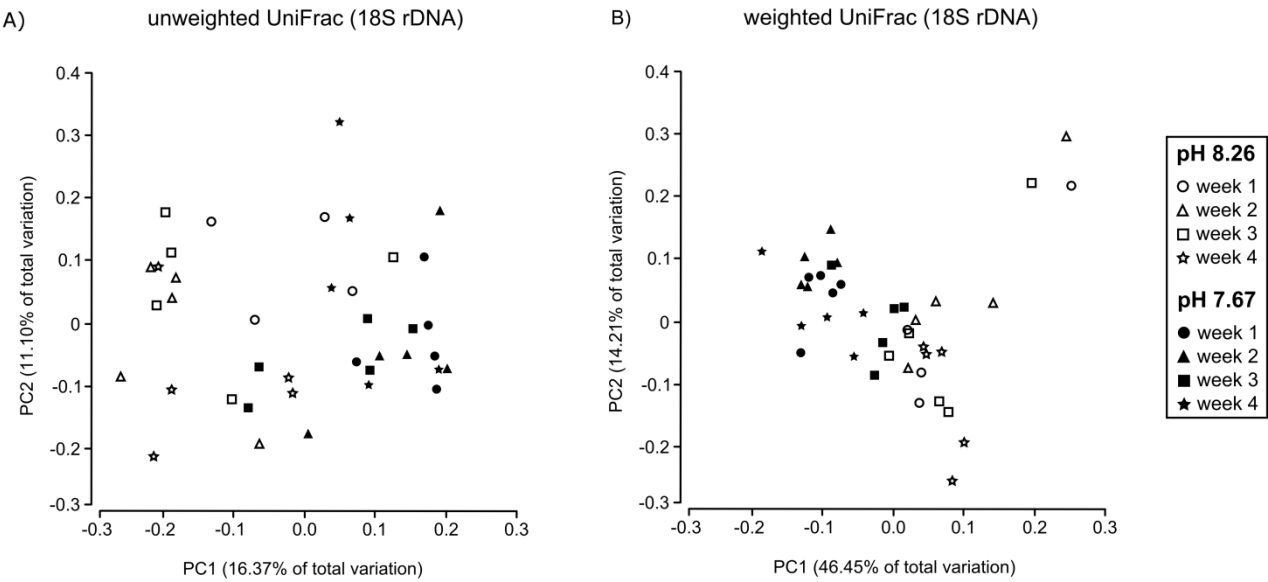 A)
unweighted UniFrac (18S rDNA)
0.4
0.3
0.2
0.1
0
-0.1
-0.2
-0.3
PC2 (11.10% of total variation)
-0.3
-0.2
-0.1
0.0
0.1
0.2
0.3
PC1 (16.37% of total variation)
B)
weighted UniFrac (18S rDNA)
0.4
0.3
0.2
0.1
0
-0.1
-0.2
-0.3
PC2 (14.21% of total variation)
-0.3
-0.2
-0.1
0.0
0.1
0.2
0.3
PC1 (46.45% of total variation)
pH 8.26
week 1
week 2
week 3
week 4
pH 7.67
week 1
week 2
week 3
week 4